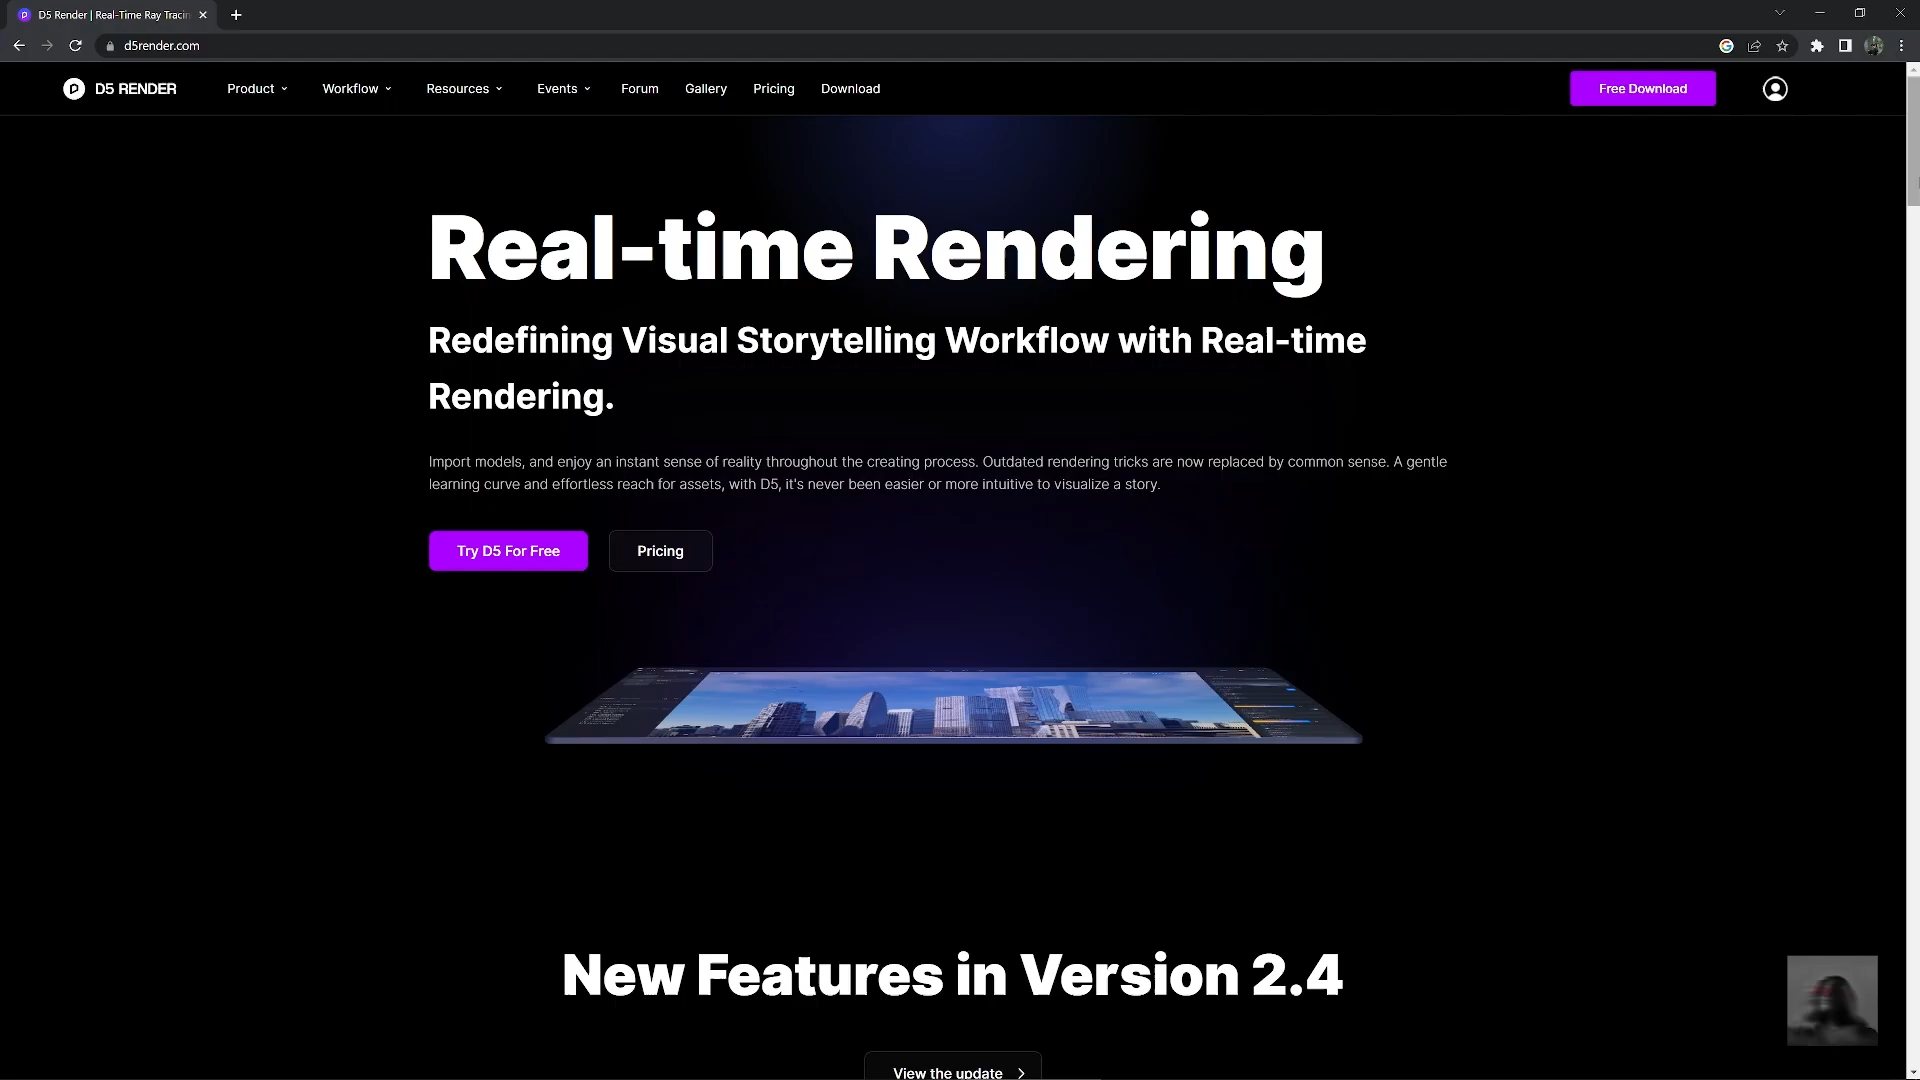 D5 Render | Real-Time Ray Tracin
d5render.com
D5 RENDER
Product
Workflow
Resources
Events
Forum
Gallery
Pricing
Download
Free Download
Real-time Rendering
Redefining Visual Storytelling Workflow with Real-time
Rendering.
Import models, and enjoy an instant sense of reality throughout the creating process. Outdated rendering tricks are now replaced by common sense. A gentle
learning curve and effortless reach for assets, with D5, it's never been easier or more intuitive to visualize a story.
Try D5 For Free
Pricing
New Features in Version 2.4
View the update